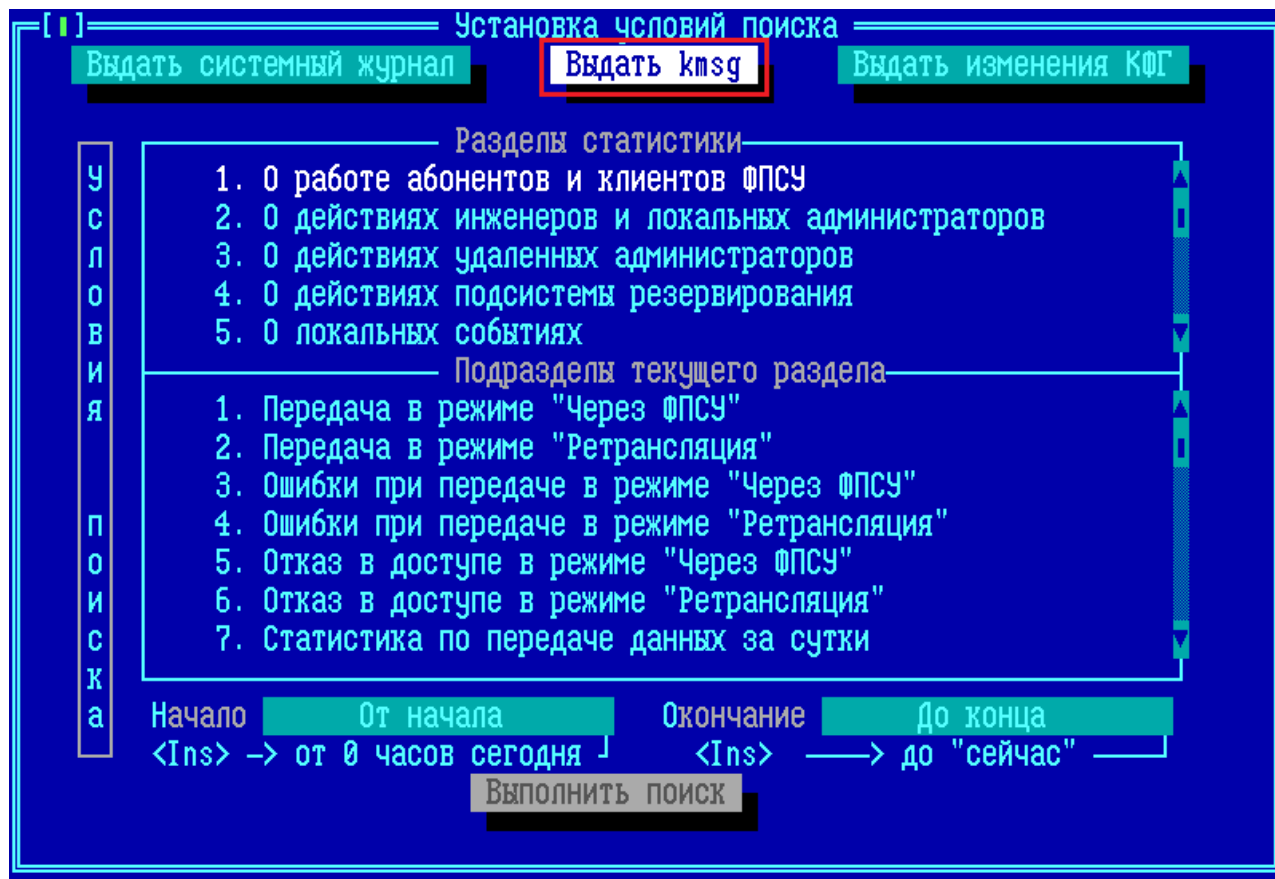 [ ] Установка условий поиска
Выдать системный журнал Выдать kmsg Выдать изменения КФГ
Условия поиска
Разделы статистики
1. О работе абонентов и клиентов ФПСУ
2. О действиях инженеров и локальных администраторов
3. О действиях удаленных администраторов
4. О действиях подсистемы резервирования
5. О локальных событиях
Подразделы текущего раздела
1. Передача в режиме "Через ФПСУ"
2. Передача в режиме "Ретрансляция"
3. Ошибки при передаче в режиме "Через ФПСУ"
4. Ошибки при передаче в режиме "Ретрансляция"
5. Отказ в доступе в режиме "Через ФПСУ"
6. Отказ в доступе в режиме "Ретрансляция"
7. Статистика по передаче данных за сутки
Начало От начала Окончание До конца
<Ins> —> от 0 часов сегодня <Ins> ——> до "сейчас"
Выполнить поиск